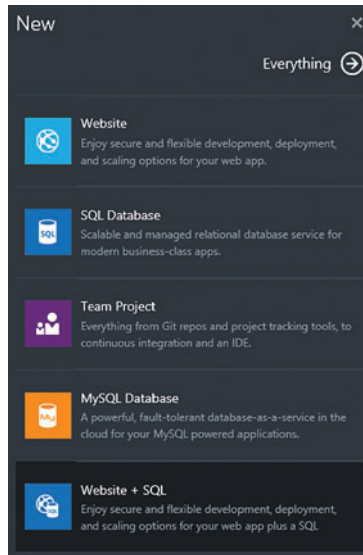 New
Everything
Website
Enjoy secure and flexible development, deployment,
and scaling options for your web app.
SQL
SQL Database
Scalable and managed relational database service for
modern business-class apps.
Team Project
Everything from Git repos and project tracking tools, to
continuous integration and an IDE.
My
MySQL Database
A powerful, fault-tolerant database-as-a-service in the
cloud for your MySQL powered applications.
Website + SQL
Enjoy secure and flexible development, deployment,
and scaling options for your web app plus a SQL